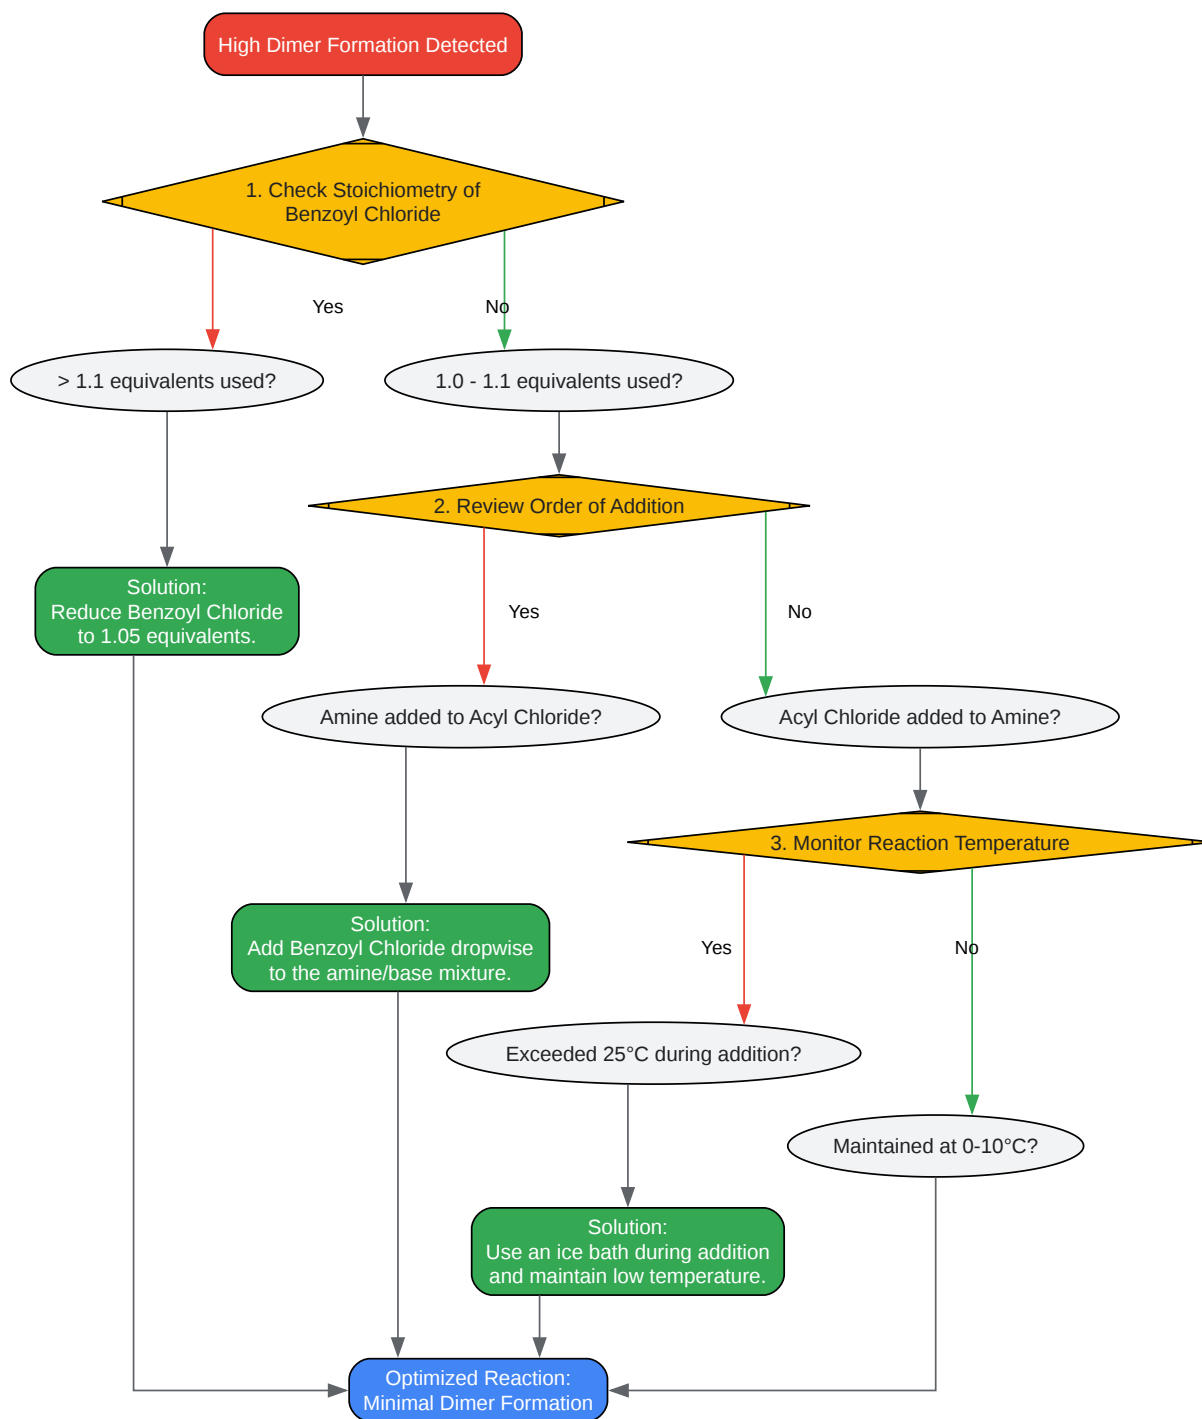 High Dimer Formation Detected
1. Check Stoichiometry of
Benzoyl Chloride
Yes
No
> 1.1 equivalents used?
1.0 - 1.1 equivalents used?
2. Review Order of Addition
Solution:
Reduce Benzoyl Chloride
to 1.05 equivalents.
Yes
No
Amine added to Acyl Chloride?
Acyl Chloride added to Amine?
3. Monitor Reaction Temperature
Solution:
Add Benzoyl Chloride dropwise
to the amine/base mixture.
Yes
No
Exceeded 25°C during addition?
Maintained at 0-10°C?
Solution:
Use an ice bath during addition
and maintain low temperature.
Optimized Reaction:
Minimal Dimer Formation